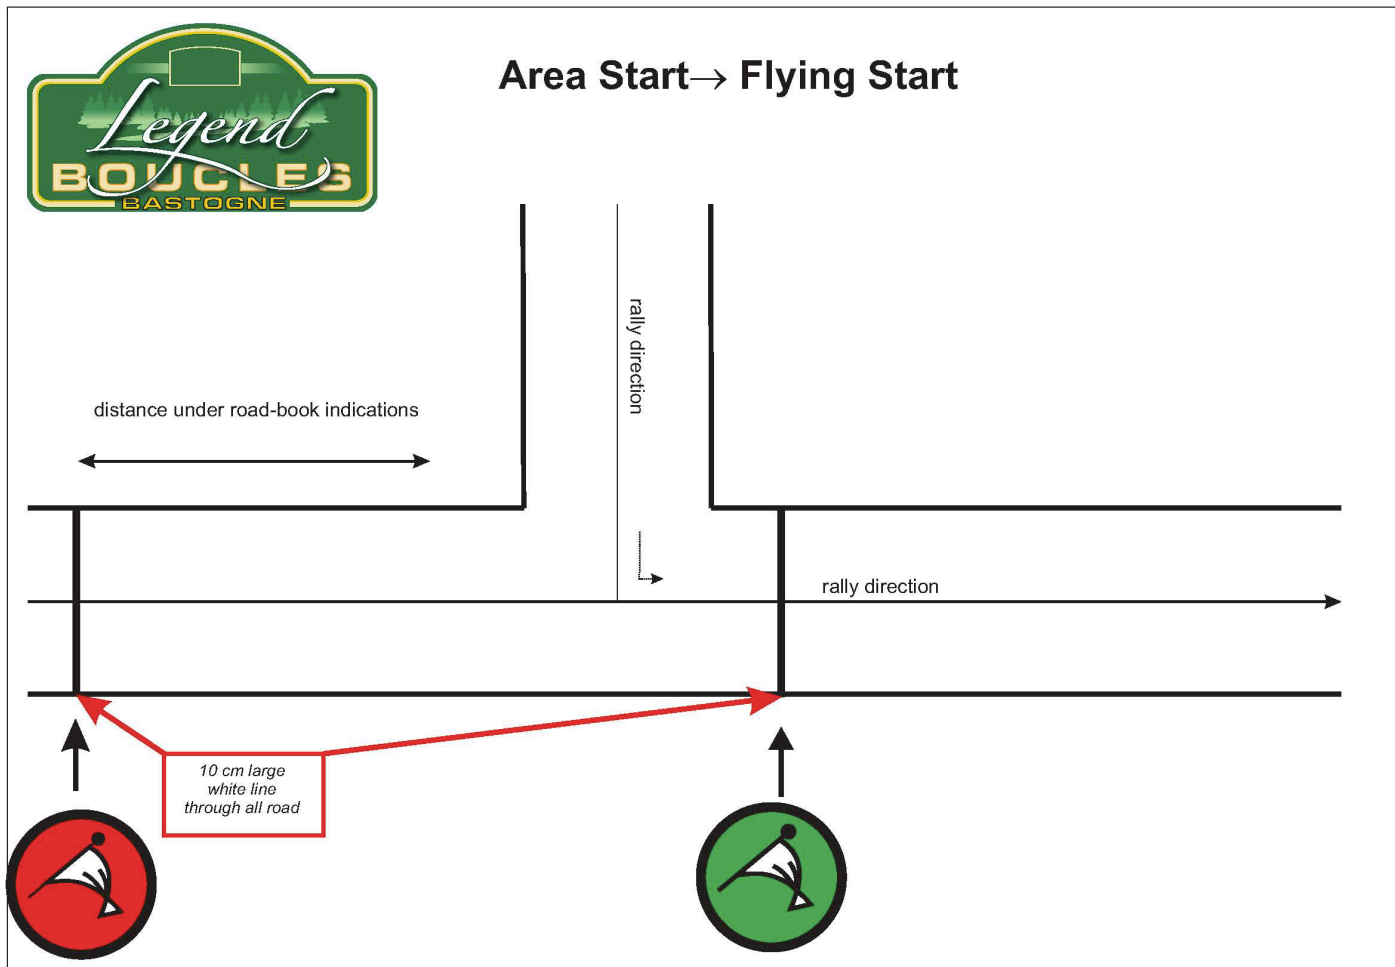 Legend
BOUCLES
BASTOGNE
Area Start→ Flying Start
rally direction
distance under road-book indications
rally direction
10 cm large
white line
through all road